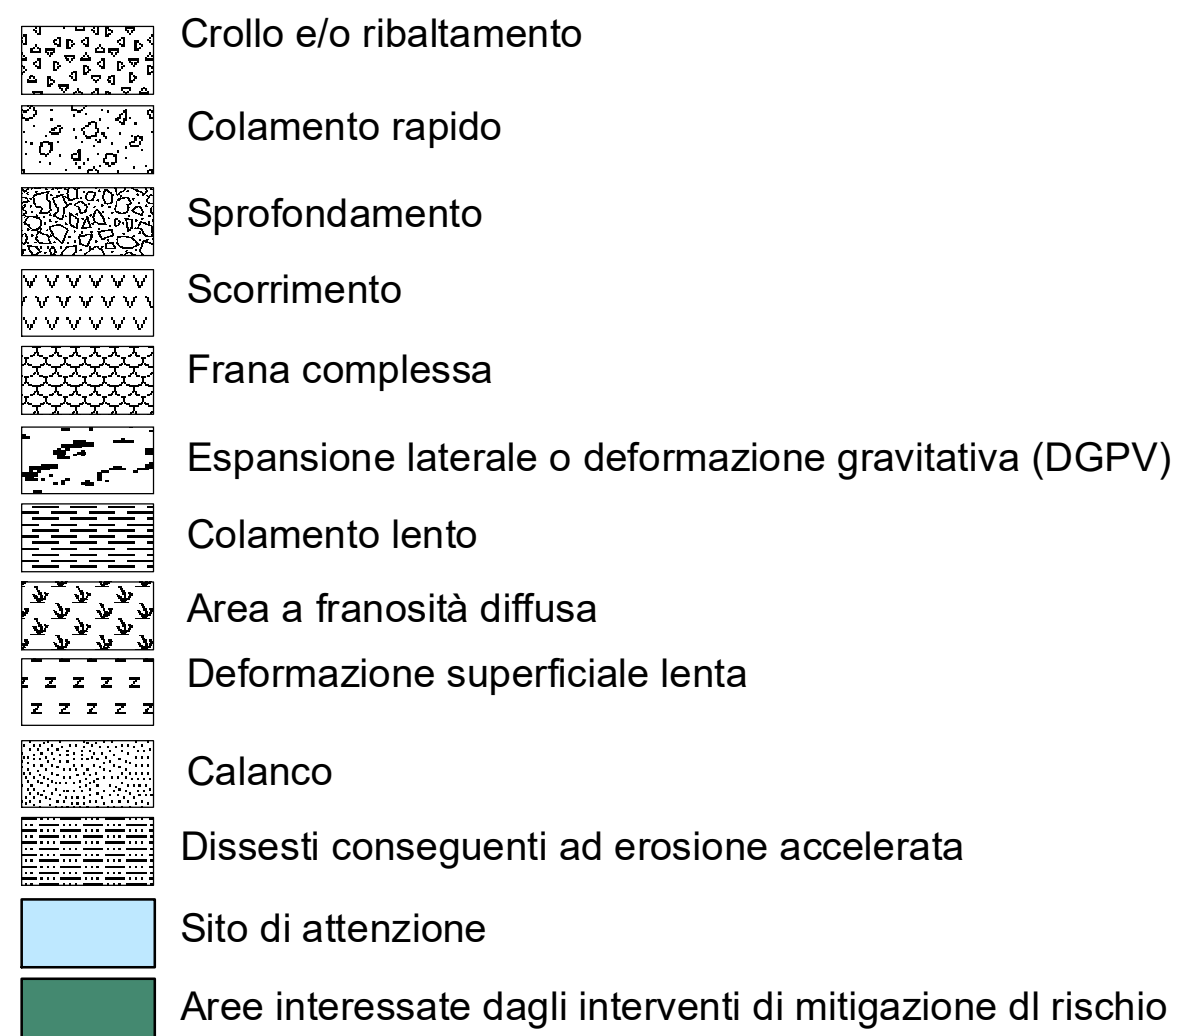 Crollo e/o ribaltamento
Colamento rapido
Sprofondamento
Scorrimento
Frana complessa
Espansione laterale o deformazione gravitativa (DGPV)
Colamento lento
Area a franosità diffusa
Deformazione superficiale lenta
Calanco
Dissesti conseguenti ad erosione accelerata
Sito di attenzione
Aree interessate dagli interventi di mitigazione dl rischio